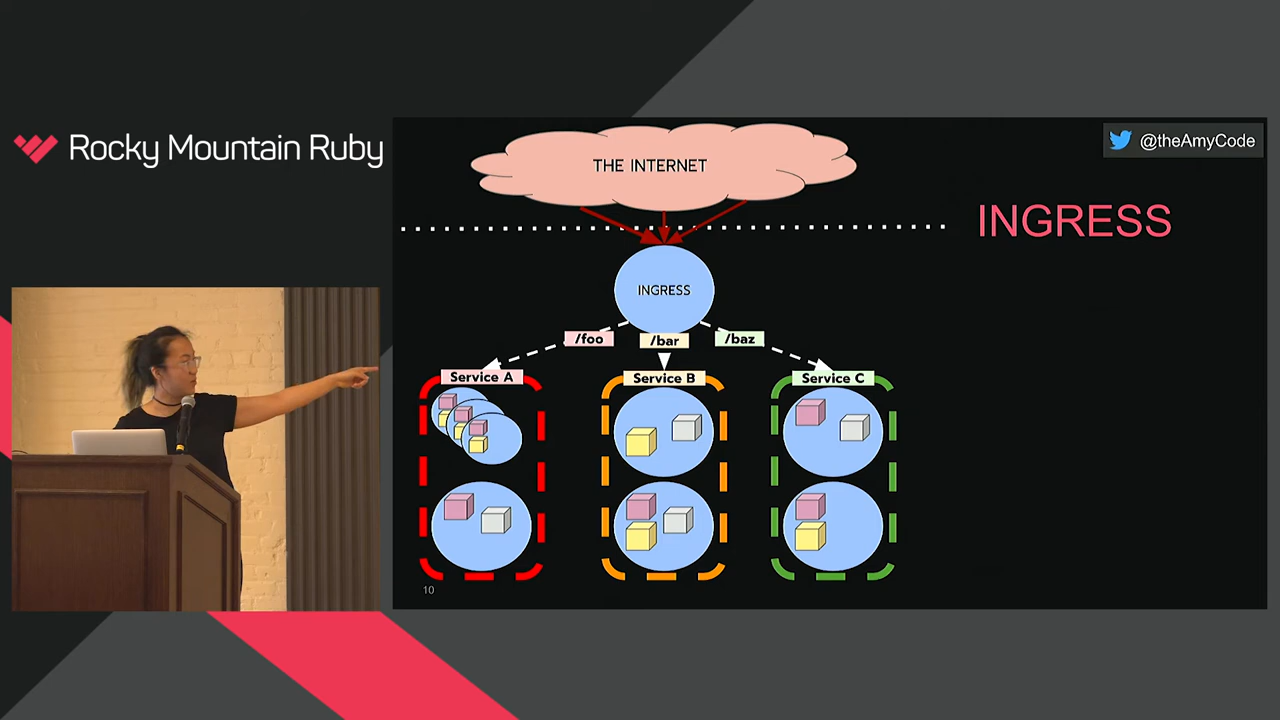 Rocky Mountain Ruby
THE INTERNET
@theAmyCode
INGRESS
INGRESS
/foo
/bar
/baz
Service A
Service B
Service C
10